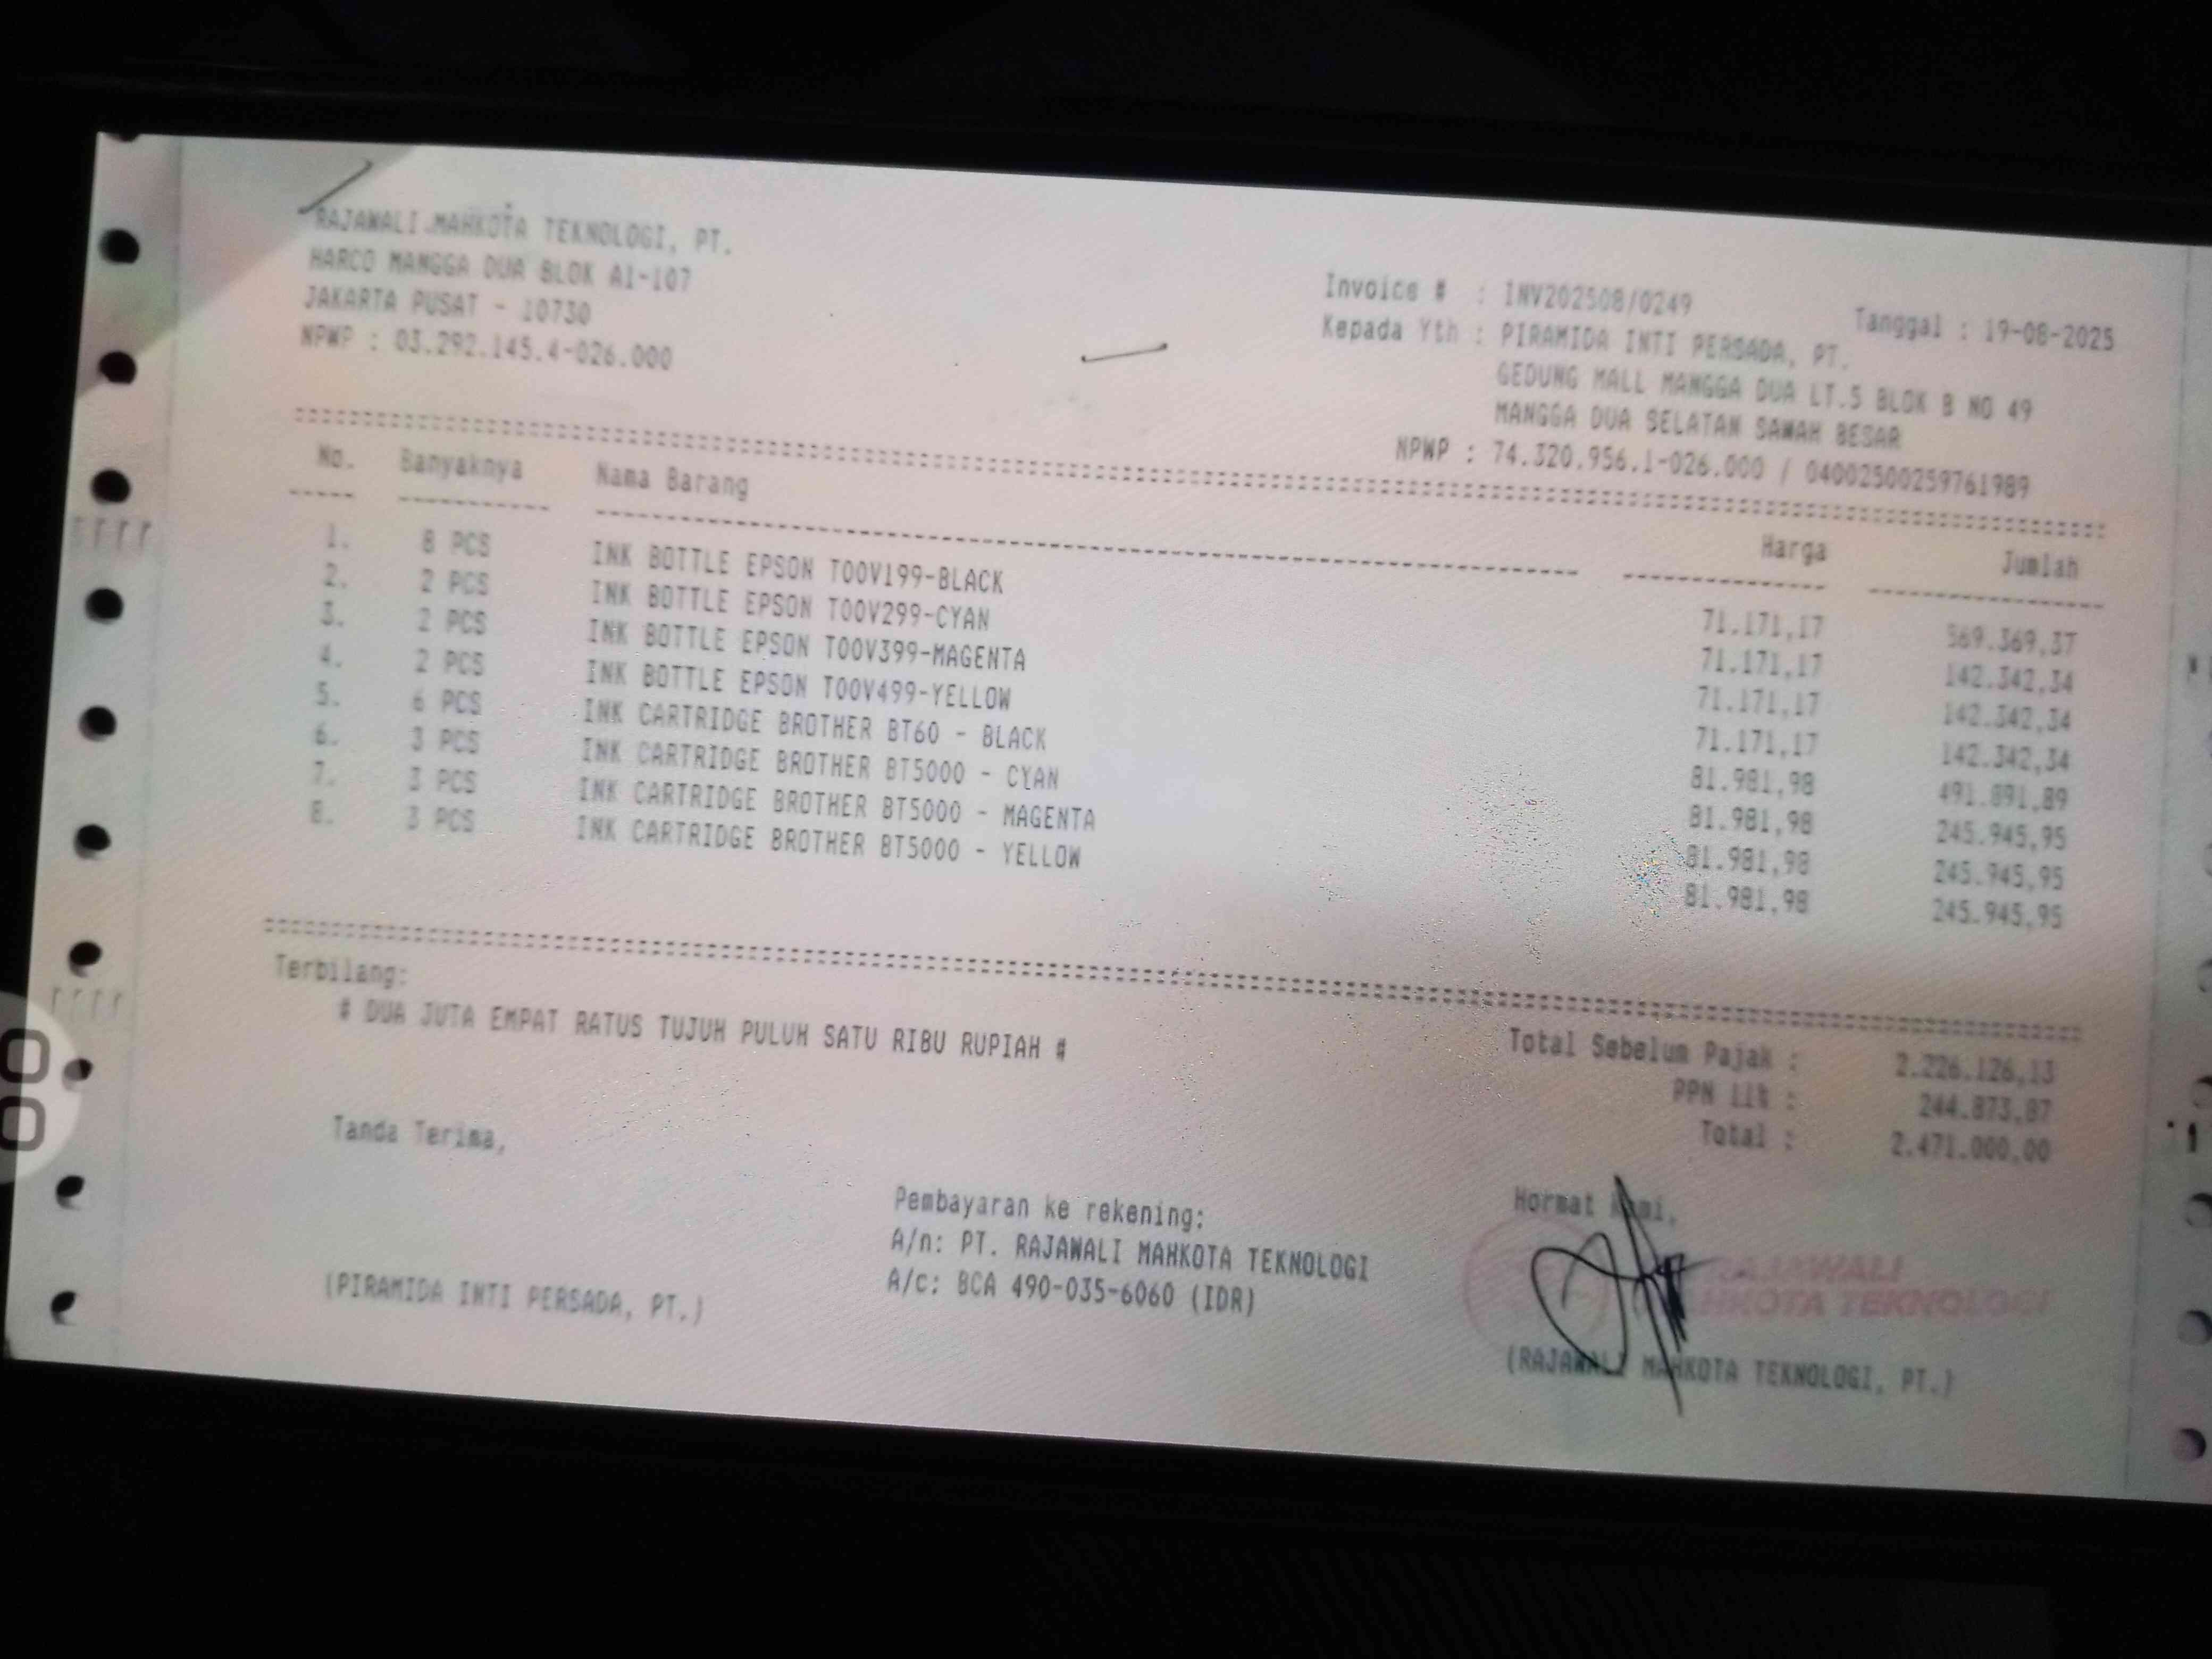 RAJAWALI MAHKOTA TEKNOLOGI, PT.
HARCO MANGGA DUA BLOK A1-107
JAKARTA PUSAT - 10730
NPWP : 03.292.145.4-026.000
Invoice # : INV202508/0249 Tanggal : 19-08-2025
Kepada Yth : PIRAMIDA INTI PERSADA, PT.
GEDUNG MALL MANGGA DUA LT.5 BLOK B NO 49
MANGGA DUA SELATAN SAWAH BESAR
NPWP : 74.320.956.1-026.000 / 04002500259761989
No. Banyaknya Nama Barang Harga Jumlah
1. 8 PCS INK BOTTLE EPSON T00V199-BLACK 71.171,17 569.369,37
2. 2 PCS INK BOTTLE EPSON T00V299-CYAN 71.171,17 142.342,34
3. 2 PCS INK BOTTLE EPSON T00V399-MAGENTA 71.171,17 142.342,34
4. 2 PCS INK BOTTLE EPSON T00V499-YELLOW 71.171,17 142.342,34
5. 6 PCS INK CARTRIDGE BROTHER BT60 - BLACK 81.981,98 491.891,89
6. 3 PCS INK CARTRIDGE BROTHER BT5000 - CYAN 81.981,98 245.945,95
7. 3 PCS INK CARTRIDGE BROTHER BT5000 - MAGENTA 81.981,98 245.945,95
8. 3 PCS INK CARTRIDGE BROTHER BT5000 - YELLOW 81.981,98 245.945,95
Terbilang:
# DUA JUTA EMPAT RATUS TUJUH PULUH SATU RIBU RUPIAH #
Total Sebelum Pajak : 2.226.126,13
PPN 11% : 244.873,87
Total : 2.471.000,00
Tanda Terima,
(PIRAMIDA INTI PERSADA, PT.)
Pembayaran ke rekening:
A/n: PT. RAJAWALI MAHKOTA TEKNOLOGI
A/c: BCA 490-035-6060 (IDR)
Hormat Kami,
RAJAWALI
MAHKOTA TEKNOLOGI
(RAJAWALI MAHKOTA TEKNOLOGI, PT.)